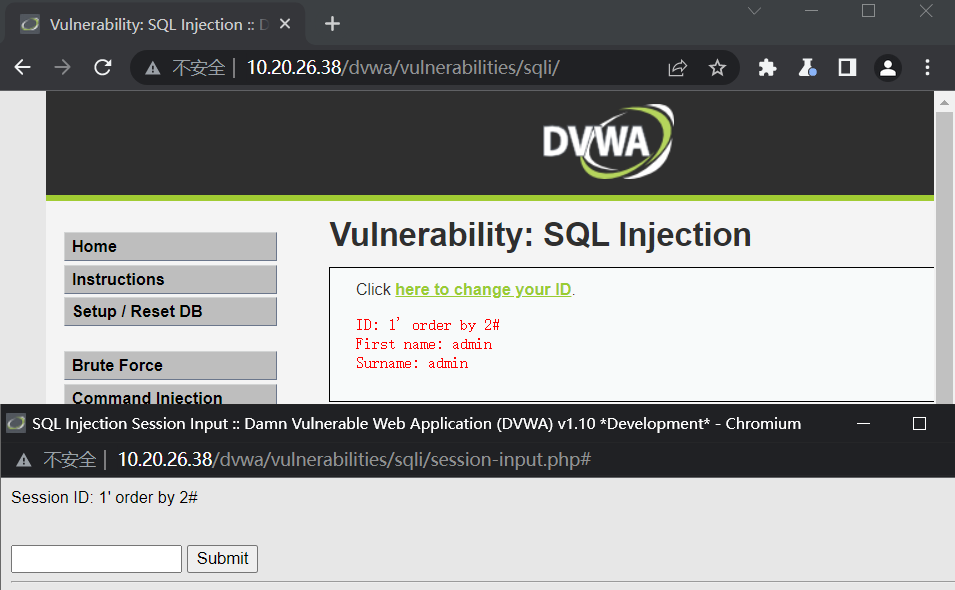 Vulnerability: SQL Injection :: D
不安全 | 10.20.26.38/dvwa/vulnerabilities/sqli/
DVWA
Vulnerability: SQL Injection
Home
Instructions
Setup / Reset DB
Brute Force
Command Injection
Click here to change your ID.
ID: 1' order by 2#
First name: admin
Surname: admin
SQL Injection Session Input :: Damn Vulnerable Web Application (DVWA) v1.10 *Development* - Chromium
不安全 | 10.20.26.38/dvwa/vulnerabilities/sqli/session-input.php#
Session ID: 1' order by 2#
Submit